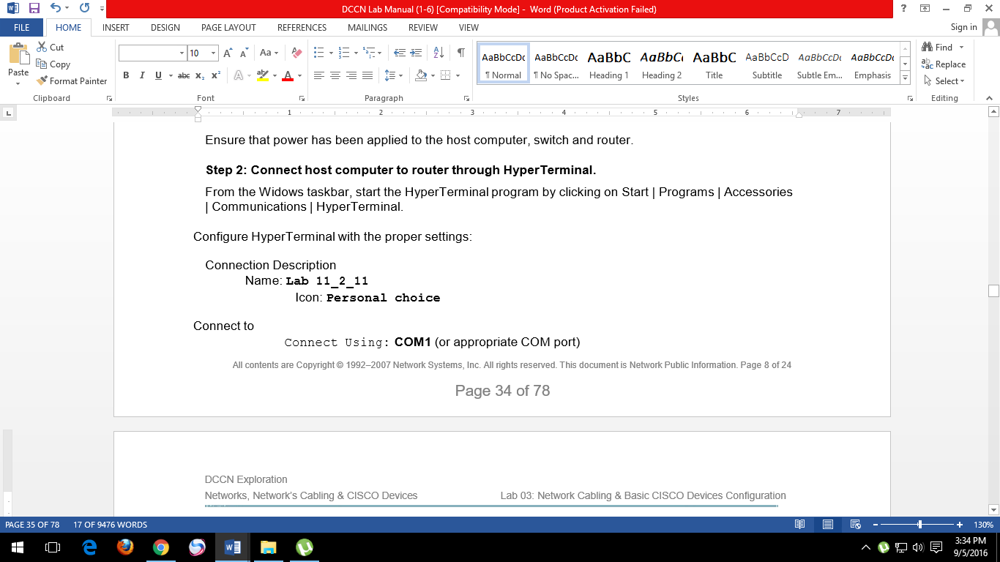 DCCN Lab Manual (1-6) [Compatibility Mode] - Word (Product Activation Failed)
?
FILE HOME INSERT DESIGN PAGE LAYOUT REFERENCES MAILINGS REVIEW VIEW Sign in
Paste
Cut
Copy
Format Painter
Clipboard
10 Aa
B I U abc x₂ x²
Font
Paragraph
AaBbCcDc AaBbCcDc AaBbC AaBbC AaBbC AaBbCcD AaBbCcDc AaBbCcDc
¶ Normal ¶ No Spac... Heading 1 Heading 2 Title Subtitle Subtle Em... Emphasis
Styles
Find
Replace
Select
Editing
1 2 3 4 5 6 7
Ensure that power has been applied to the host computer, switch and router.
Step 2: Connect host computer to router through HyperTerminal.
From the Widows taskbar, start the HyperTerminal program by clicking on Start | Programs | Accessories
| Communications | HyperTerminal.
Configure HyperTerminal with the proper settings:
Connection Description
Name: Lab 11_2_11
Icon: Personal choice
Connect to
Connect Using: COM1 (or appropriate COM port)
All contents are Copyright © 1992–2007 Network Systems, Inc. All rights reserved. This document is Network Public Information. Page 8 of 24
Page 34 of 78
DCCN Exploration
Networks, Network's Cabling & CISCO Devices Lab 03: Network Cabling & Basic CISCO Devices Configuration
PAGE 35 OF 78 17 OF 9476 WORDS 130%
3:34 PM
9/5/2016